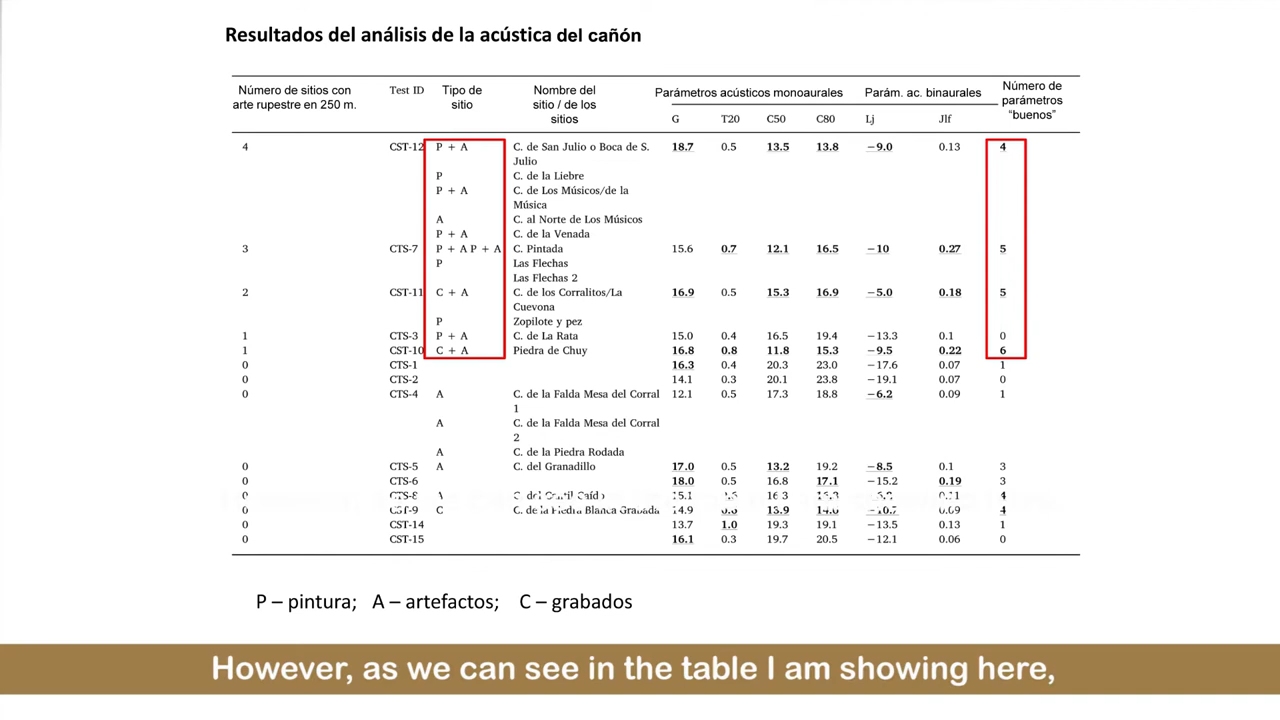 Resultados del análisis de la acústica del cañón
Número de sitios con arte rupestre en 250 m. Test ID Tipo de sitio Nombre del sitio / de los sitios Parámetros acústicos monoaurales Parám. ac. binaurales Número de parámetros “buenos”
G T20 C50 C80 Lj Jlf
4 CST-12 P + A C. de San Julio o Boca de S. 18.7 0.5 13.5 13.8 −9.0 0.13 4
Julio
P C. de la Liebre
P + A C. de Los Músicos/de la
Música
A C. al Norte de Los Músicos
P + A C. de la Venada
3 CTS-7 P + A P + A C. Pintada 15.6 0.7 12.1 16.5 −10 0.27 5
P Las Flechas
Las Flechas 2
2 CST-11 C + A C. de los Corralitos/La 16.9 0.5 15.3 16.9 −5.0 0.18 5
Cuevona
P Zopilote y pez
1 CTS-3 P + A C. de La Rata 15.0 0.4 16.5 19.4 −13.3 0.1 0
1 CST-10 C + A Piedra de Chuy 16.8 0.8 11.8 15.3 −9.5 0.22 6
0 CTS-1 16.3 0.4 20.3 23.0 −17.6 0.07 1
0 CTS-2 14.1 0.3 20.1 23.8 −19.1 0.07 0
0 CTS-4 A C. de la Falda Mesa del Corral 12.1 0.5 17.3 18.8 −6.2 0.09 1
1
A C. de la Falda Mesa del Corral
2
A C. de la Piedra Rodada
0 CTS-5 A C. del Granadillo 17.0 0.5 13.2 19.2 −8.5 0.1 3
0 CTS-6 18.0 0.5 16.8 17.1 −15.2 0.19 3
0 CTS-8 A C. del Cantil Caído 15.1 16.3 4
0 CST-9 C C. de la Piedra Blanca Grabada 14.9 −10.7 0.09 4
0 CST-14 13.7 1.0 19.3 19.1 −13.5 0.13 1
0 CST-15 16.1 0.3 19.7 20.5 −12.1 0.06 0
P – pintura; A – artefactos; C – grabados
However, as we can see in the table I am showing here,